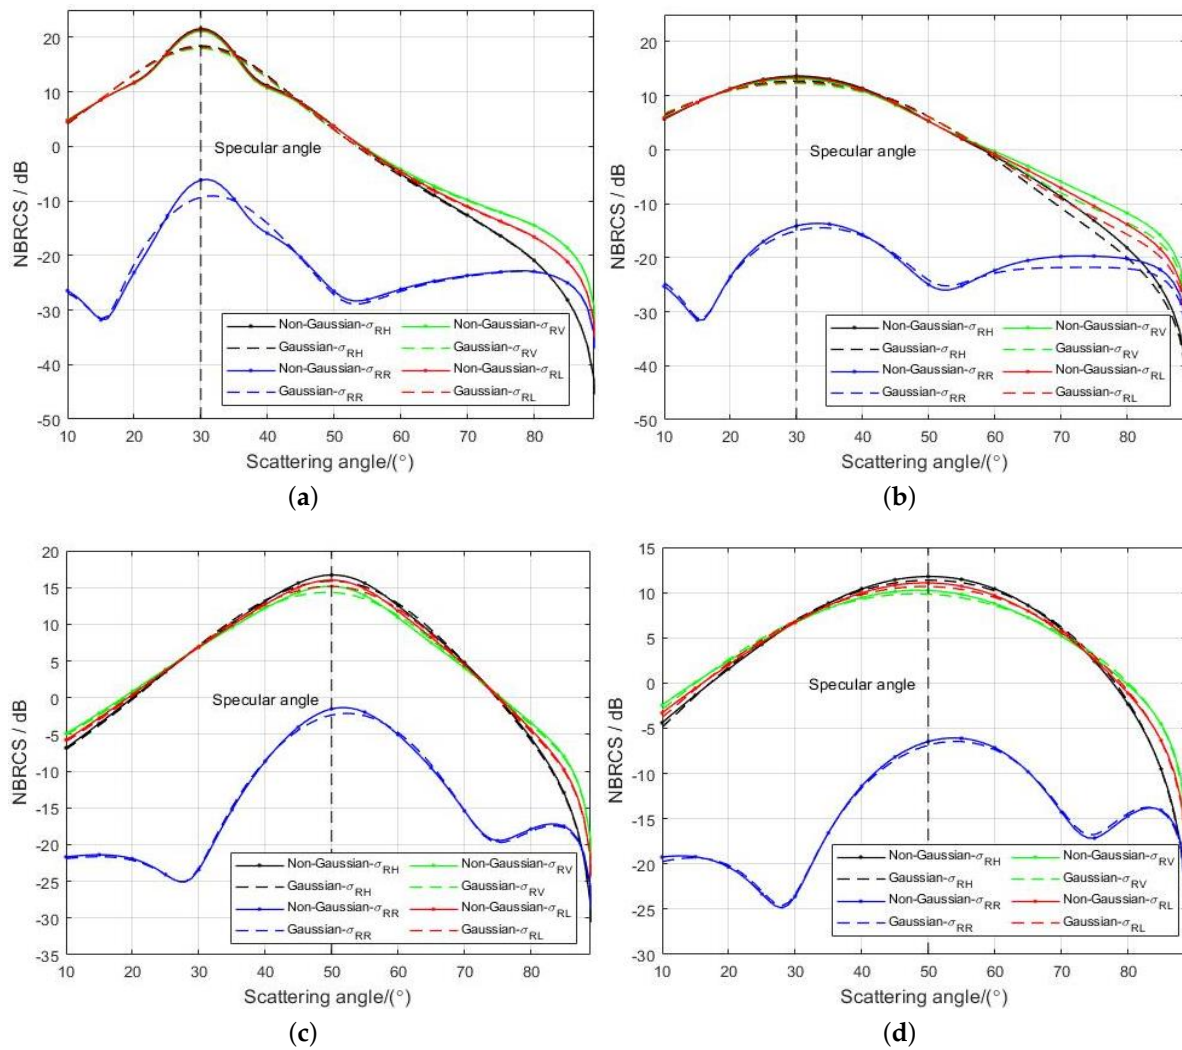 20
10
0
-10
-20
-30
-40
-50
NBRCS / dB
Specular angle
Non-Gaussian-σRH Non-Gaussian-σRV
Gaussian-σRH Gaussian-σRV
Non-Gaussian-σRR Non-Gaussian-σRL
Gaussian-σRR Gaussian-σRL
10 20 30 40 50 60 70 80
Scattering angle/(°)
(a)
20
10
0
-10
-20
-30
-40
-50
NBRCS / dB
Specular angle
Non-Gaussian-σRH Non-Gaussian-σRV
Gaussian-σRH Gaussian-σRV
Non-Gaussian-σRR Non-Gaussian-σRL
Gaussian-σRR Gaussian-σRL
10 20 30 40 50 60 70 80
Scattering angle/(°)
(b)
20
15
10
5
0
-5
-10
-15
-20
-25
-30
-35
NBRCS / dB
Specular angle
Non-Gaussian-σRH Non-Gaussian-σRV
Gaussian-σRH Gaussian-σRV
Non-Gaussian-σRR Non-Gaussian-σRL
Gaussian-σRR Gaussian-σRL
10 20 30 40 50 60 70 80
Scattering angle/(°)
(c)
15
10
5
0
-5
-10
-15
-20
-25
-30
NBRCS / dB
Specular angle
Non-Gaussian-σRH Non-Gaussian-σRV
Gaussian-σRH Gaussian-σRV
Non-Gaussian-σRR Non-Gaussian-σRL
Gaussian-σRR Gaussian-σRL
10 20 30 40 50 60 70 80
Scattering angle/(°)
(d)